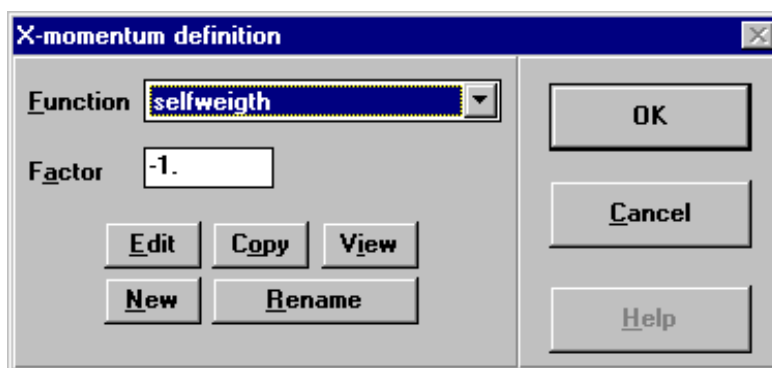 X-momentum definition
Function selfweigth
Factor -1.
Edit Copy View
New Rename
OK
Cancel
Help